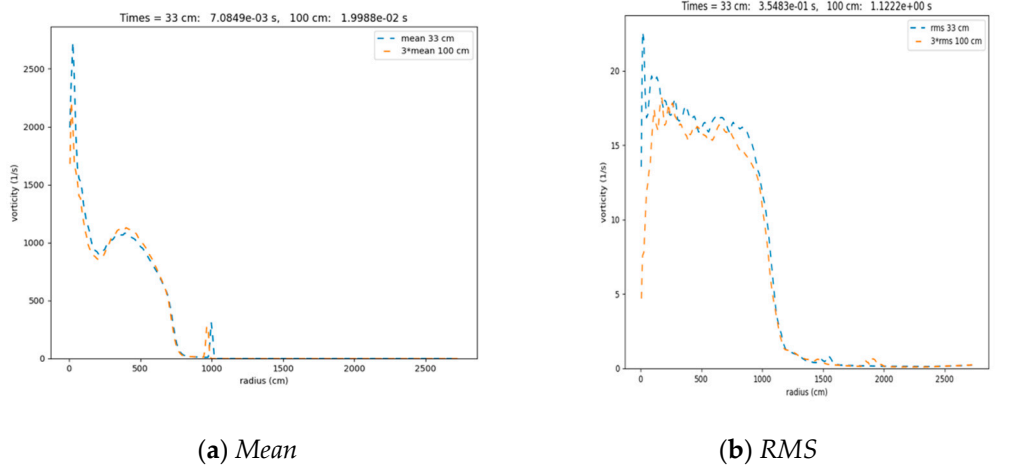 Times = 33 cm: 7.0849e-03 s, 100 cm: 1.9988e-02 s
mean 33 cm
3*mean 100 cm
vorticity (1/s)
2500
2000
1500
1000
500
0
0 500 1000 1500 2000 2500
radius (cm)
(a) Mean
Times = 33 cm: 3.5483e-01 s, 100 cm: 1.1222e+00 s
rms 33 cm
3*rms 100 cm
vorticity (1/s)
20
15
10
5
0
0 500 1000 1500 2000 2500
radius (cm)
(b) RMS